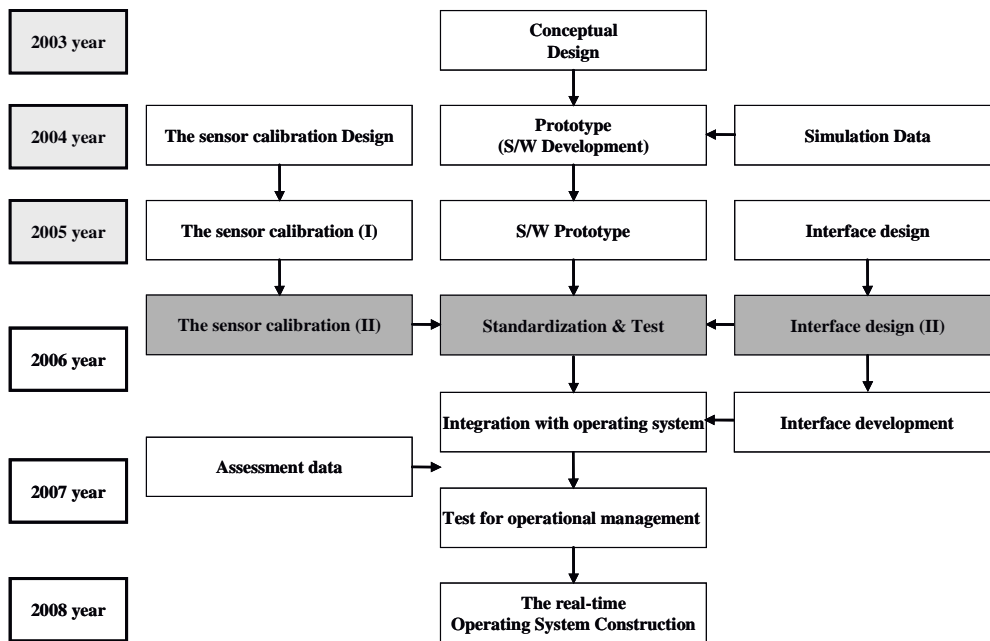 2003 year
Conceptual
Design
2004 year
The sensor calibration Design
Prototype
(S/W Development)
Simulation Data
2005 year
The sensor calibration (I)
S/W Prototype
Interface design
The sensor calibration (II)
Standardization & Test
Interface design (II)
2006 year
Integration with operating system
Interface development
Assessment data
2007 year
Test for operational management
2008 year
The real-time
Operating System Construction